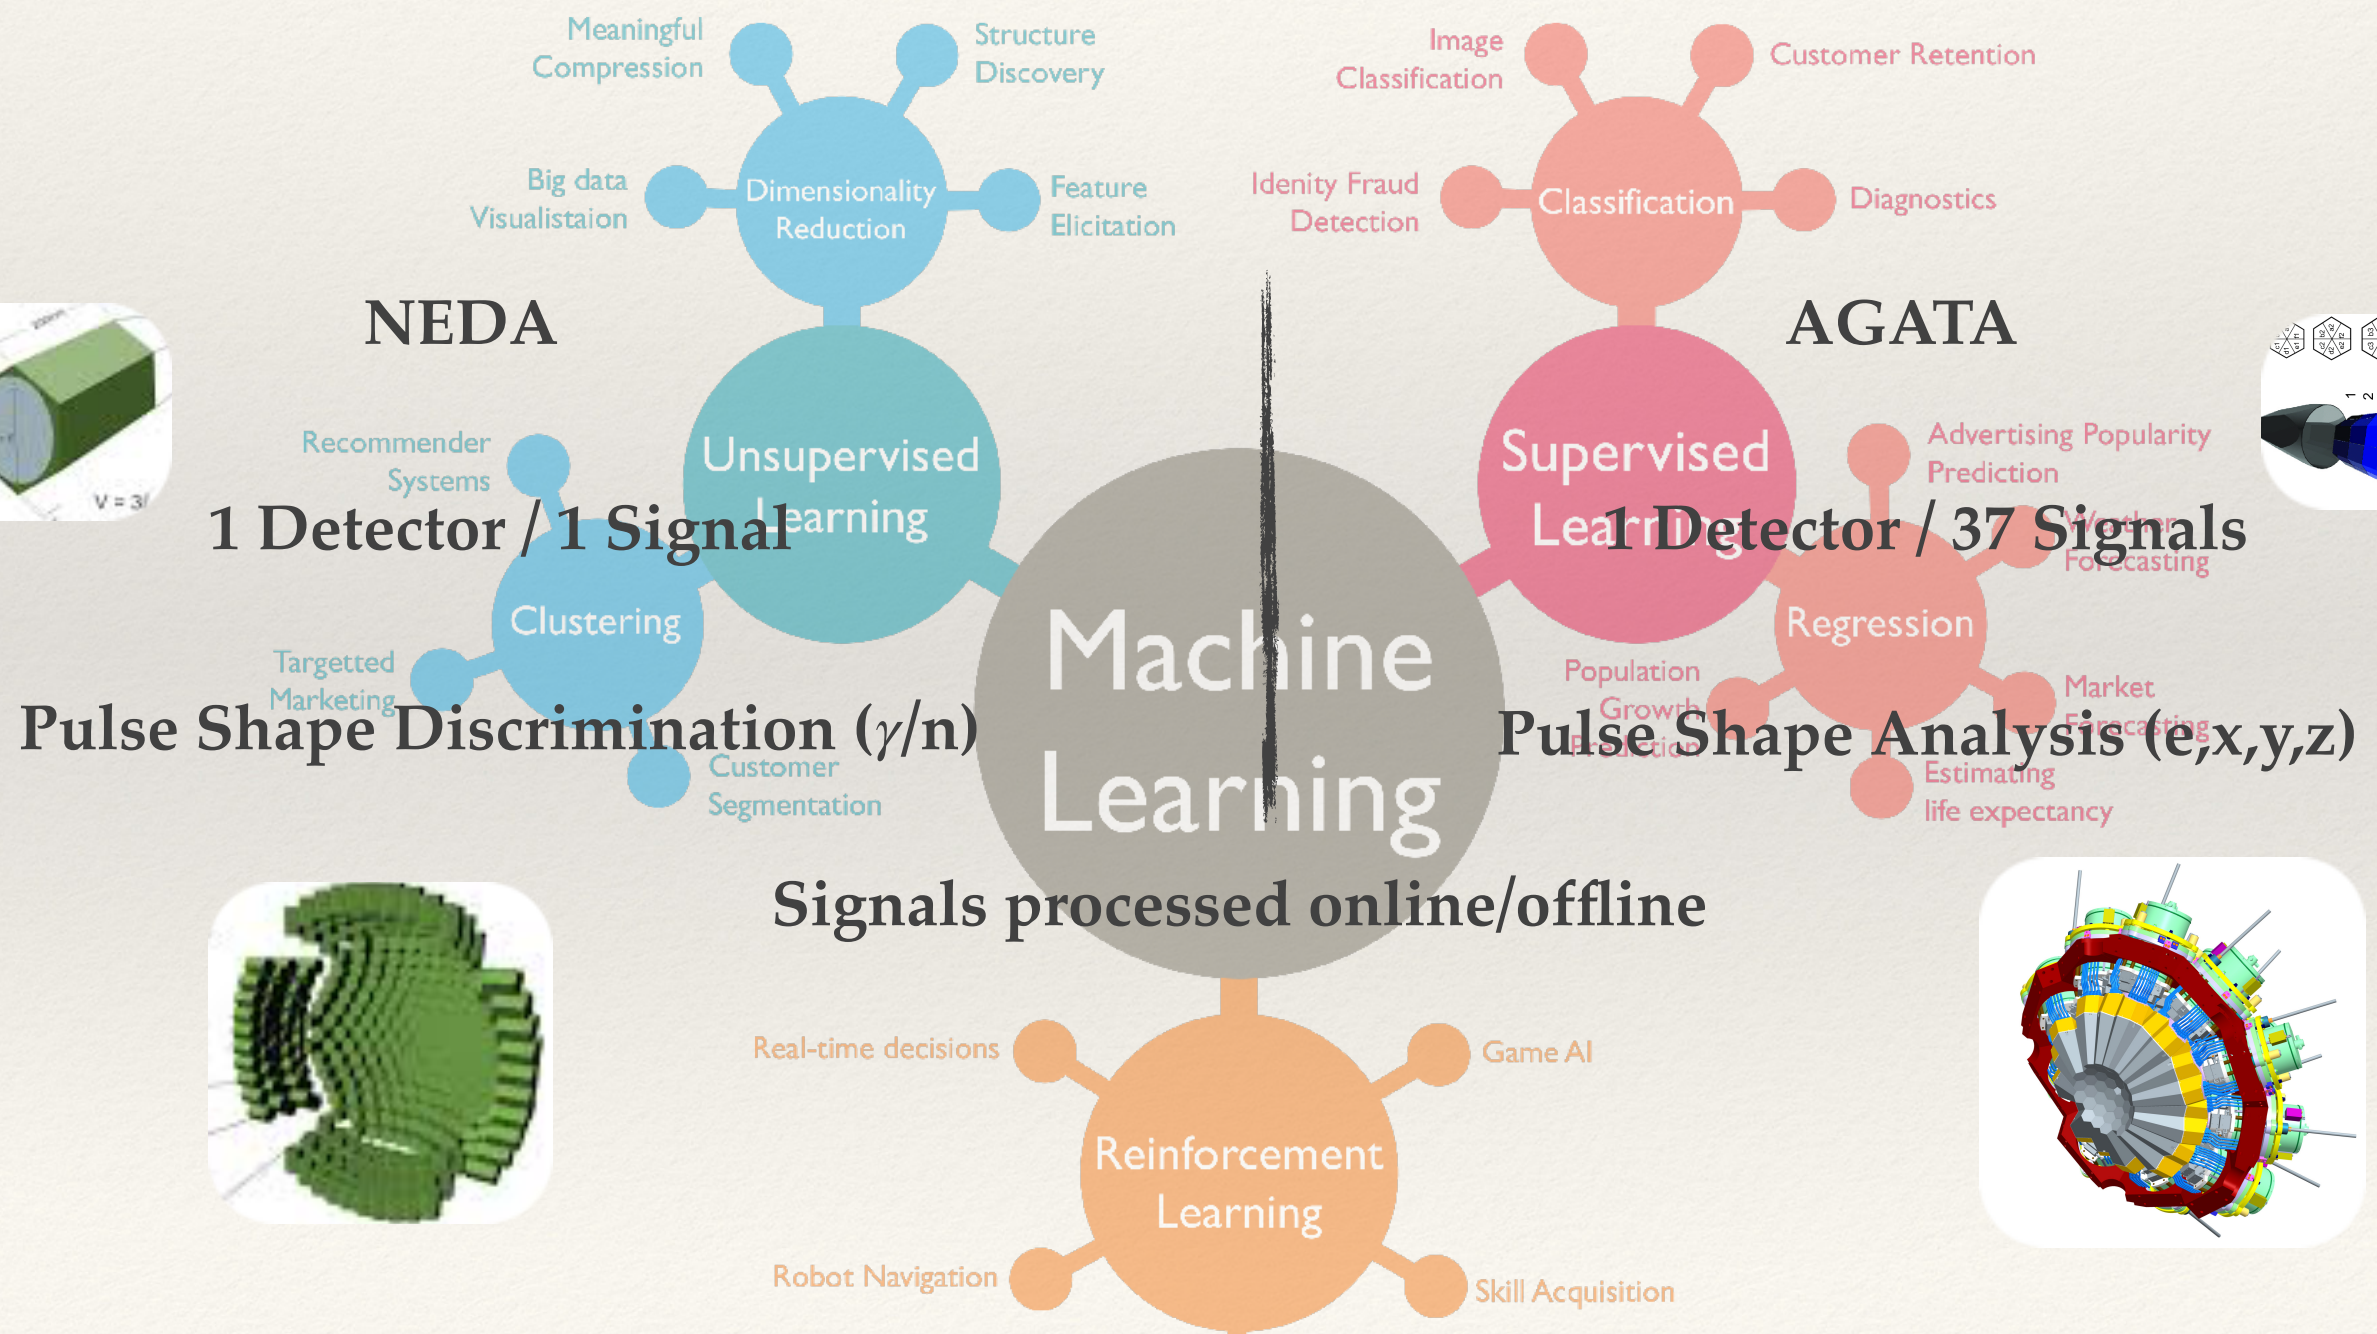 Meaningful
Compression
Structure
Discovery
Big data
Visualistaion
Dimensionality
Reduction
Feature
Elicitation
Image
Classification
Customer Retention
Idenity Fraud
Detection
Classification
Diagnostics
NEDA
AGATA
Recommender
Systems
Unsupervised
Learning
Supervised
Learning
Advertising Popularity
Prediction
V = 3l
1
2
1 Detector / 1 Signal
1 Detector / 37 Signals
Weather
Forecasting
Clustering
Machine
Learning
Regression
Targetted
Marketing
Population
Growth
Prediction
Market
Forecasting
Pulse Shape Discrimination (γ/n)
Pulse Shape Analysis (e,x,y,z)
Customer
Segmentation
Estimating
life expectancy
Signals processed online/offline
Real-time decisions
Game AI
Reinforcement
Learning
Robot Navigation
Skill Acquisition